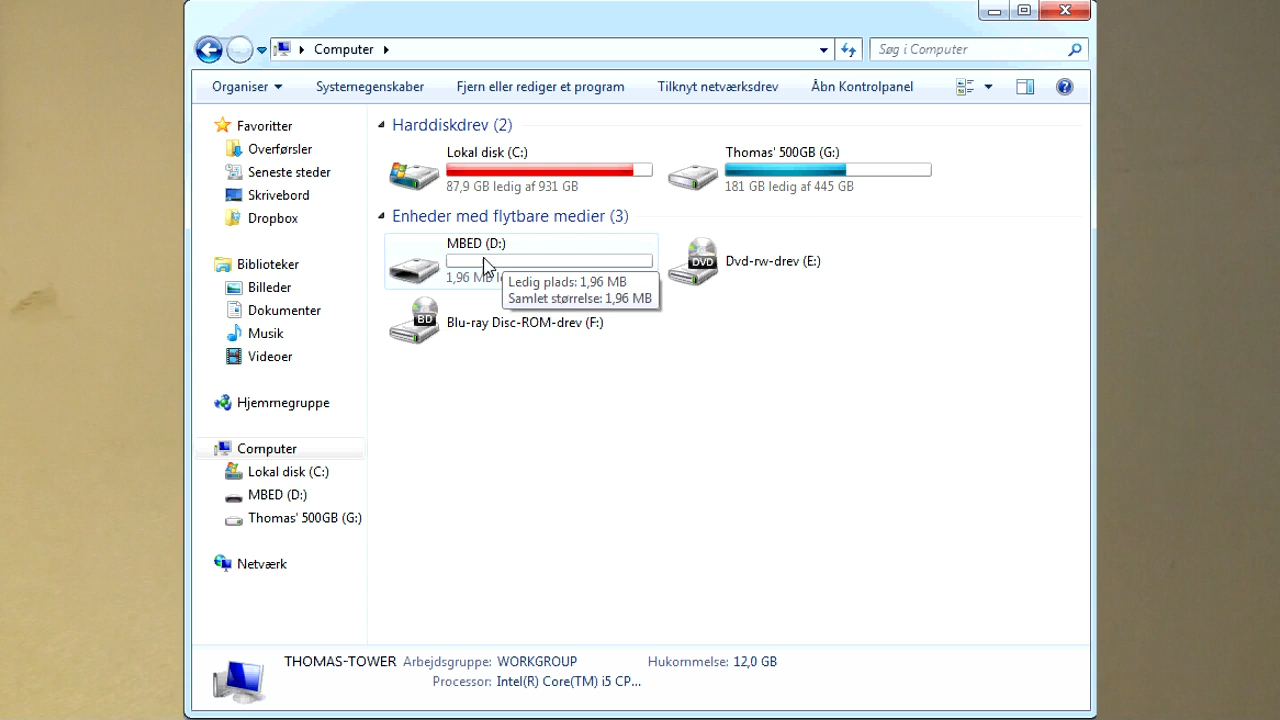 Computer
Søg i Computer
Organiser
Systemegenskaber
Fjern eller rediger et program
Tilknyt netværksdrev
Åbn Kontrolpanel
Favoritter
Overførsler
Seneste steder
Skrivebord
Dropbox
Biblioteker
Billeder
Dokumenter
Musik
Videoer
Hjemmegruppe
Computer
Lokal disk (C:)
MBED (D:)
Thomas' 500GB (G:)
Netværk
Harddiskdrev (2)
Lokal disk (C:)
87,9 GB ledig af 931 GB
Thomas' 500GB (G:)
181 GB ledig af 445 GB
Enheder med flytbare medier (3)
MBED (D:)
1,96 MB
Ledig plads: 1,96 MB
Samlet størrelse: 1,96 MB
DVD
Dvd-rw-drev (E:)
BD
Blu-ray Disc-ROM-drev (F:)
THOMAS-TOWER Arbejdsgruppe: WORKGROUP Hukommelse: 12,0 GB
Processor: Intel(R) Core(TM) i5 CP...